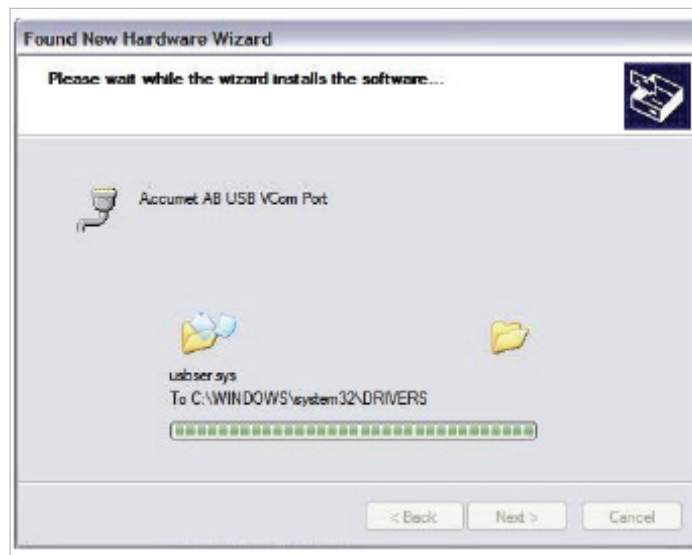 Found New Hardware Wizard
Please wait while the wizard installs the software...
Accumet AB USB VCom Port
usbser.sys
To C:\WINDOWS\system32\DRIVERS
< Back
Next >
Cancel